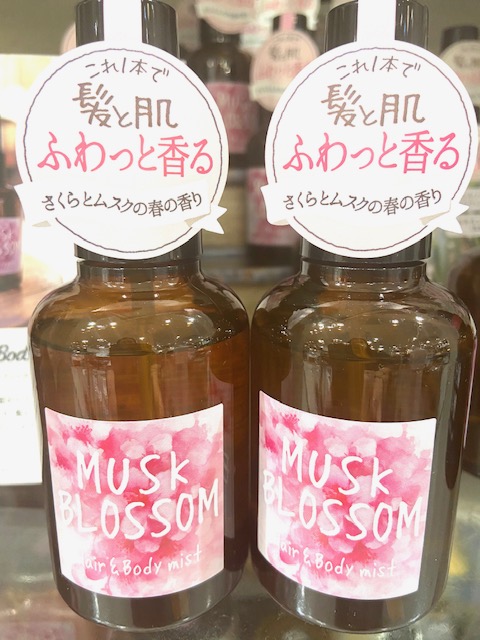 これ1本で
髪と肌
ふわっと香る
さくらとムスクの春の香り
MUSK
BLOSSOM
Hair & Body mist
これ1本で
髪と肌
ふわっと香る
さくらとムスクの春の香り
MUSK
BLOSSOM
Hair & Body mist